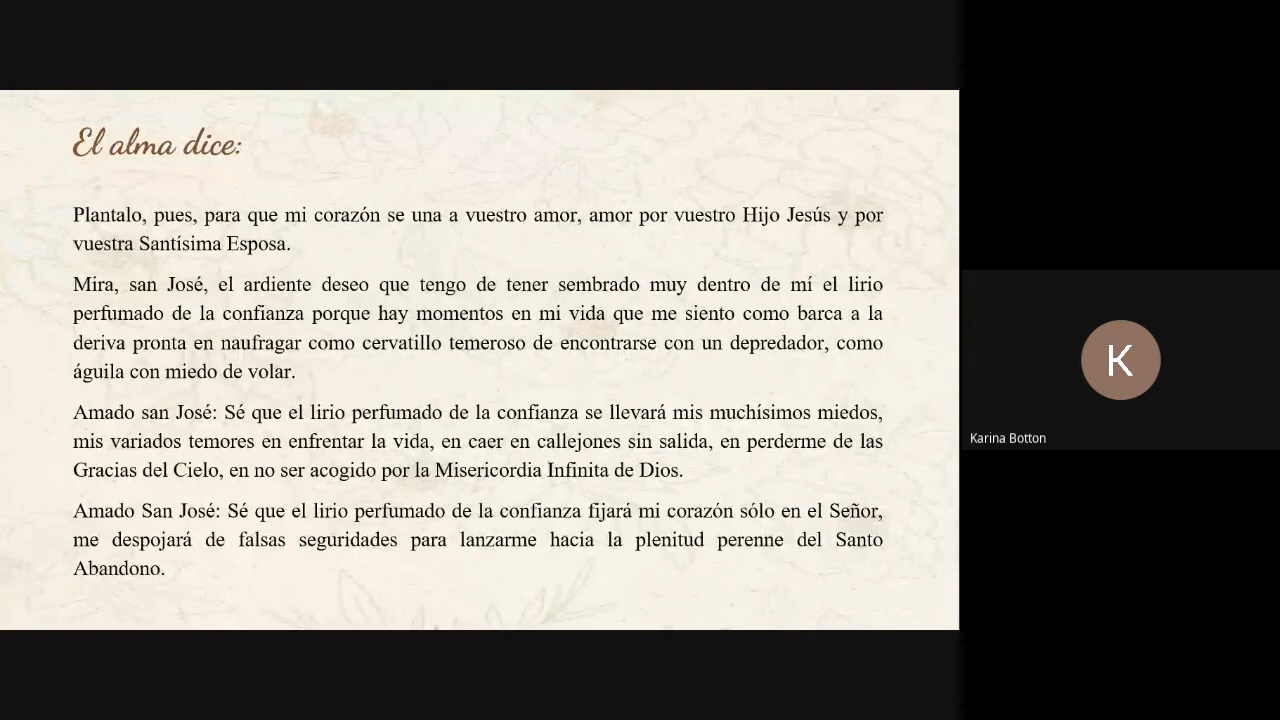 El alma dice:
Plantalo, pues, para que mi corazón se una a vuestro amor, amor por vuestro Hijo Jesús y por
vuestra Santísima Esposa.
Mira, san José, el ardiente deseo que tengo de tener sembrado muy dentro de mí el lirio
perfumado de la confianza porque hay momentos en mi vida que me siento como barca a la
deriva pronta en naufragar como cervatillo temeroso de encontrarse con un depredador, como
águila con miedo de volar.
Amado san José: Sé que el lirio perfumado de la confianza se llevará mis muchísimos miedos,
mis variados temores en enfrentar la vida, en caer en callejones sin salida, en perderme de las
Gracias del Cielo, en no ser acogido por la Misericordia Infinita de Dios.
Amado San José: Sé que el lirio perfumado de la confianza fijará mi corazón sólo en el Señor,
me despojará de falsas seguridades para lanzarme hacia la plenitud perenne del Santo
Abandono.
K
Karina Botton